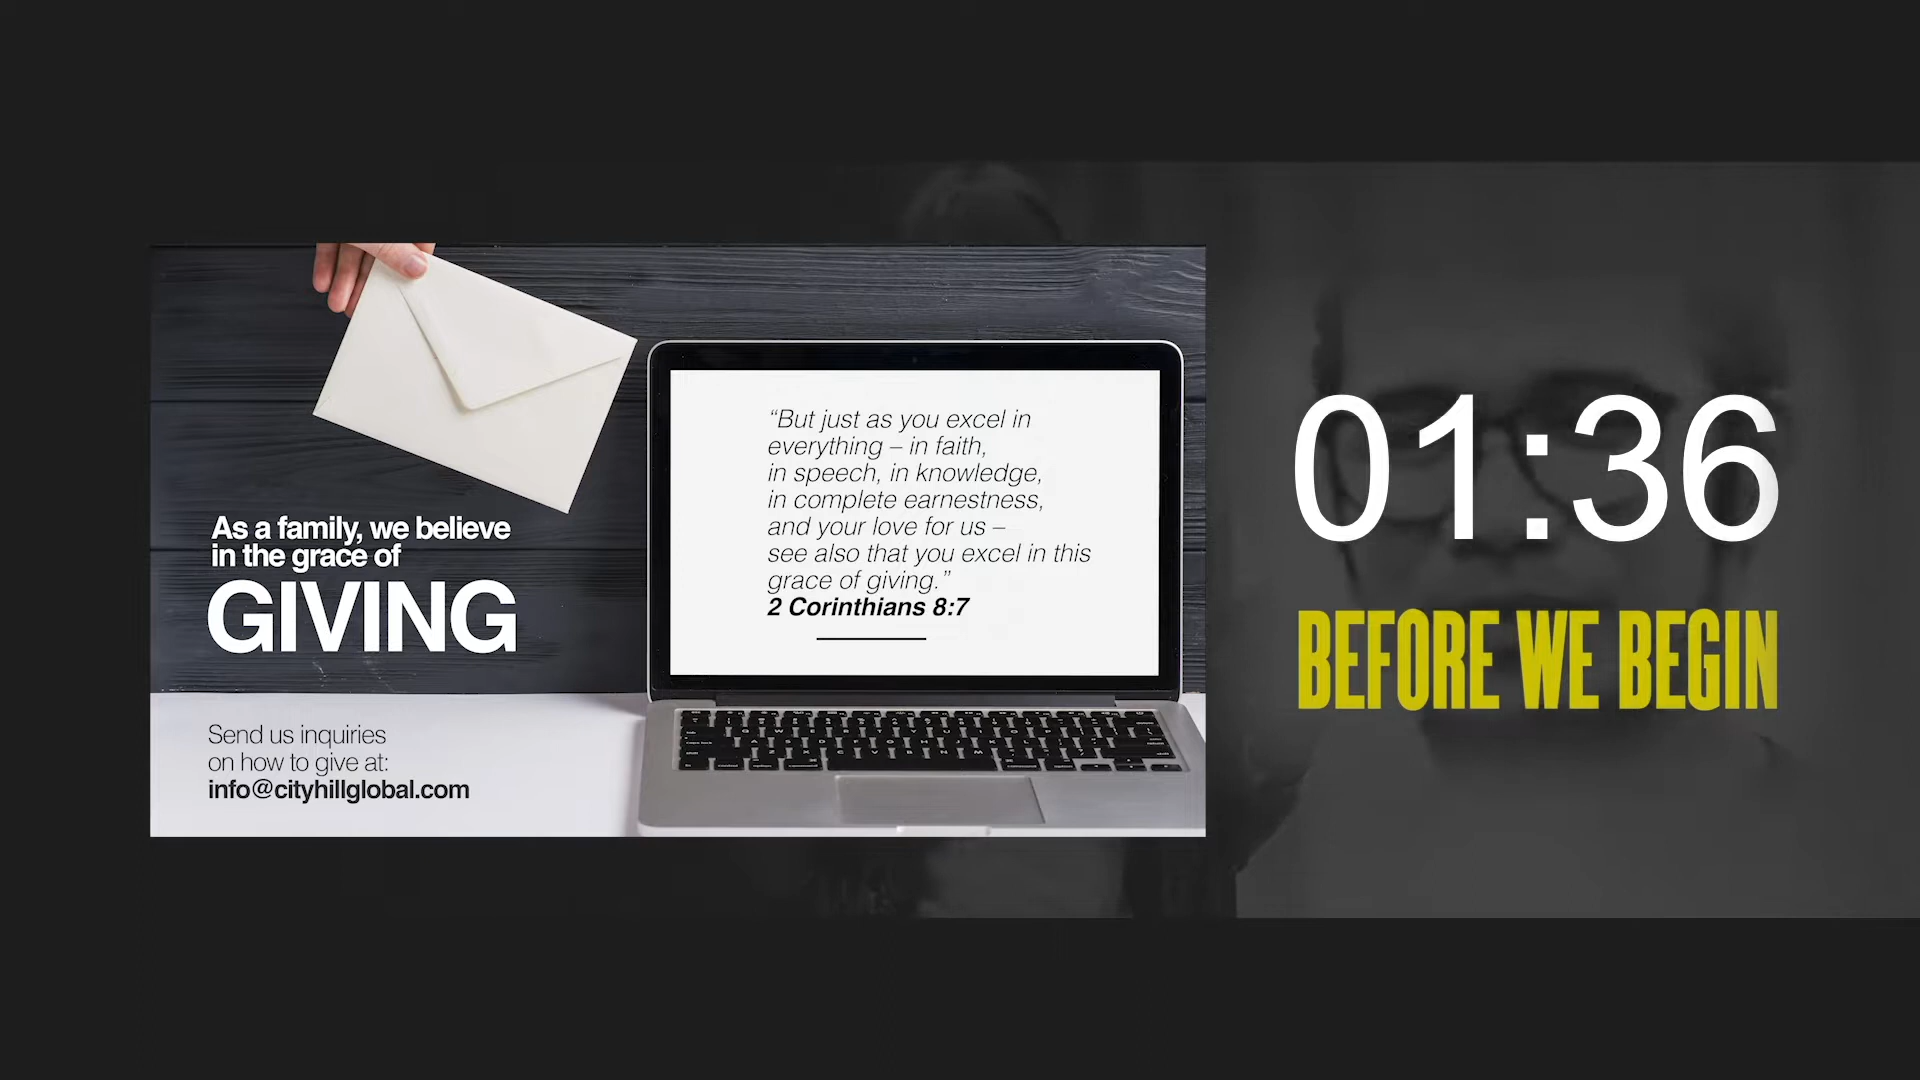 As a family, we believe
in the grace of
GIVING
Send us inquiries
on how to give at:
info@cityhillglobal.com
“But just as you excel in
everything – in faith,
in speech, in knowledge,
in complete earnestness,
and your love for us –
see also that you excel in this
grace of giving.”
2 Corinthians 8:7
01:36
BEFORE WE BEGIN